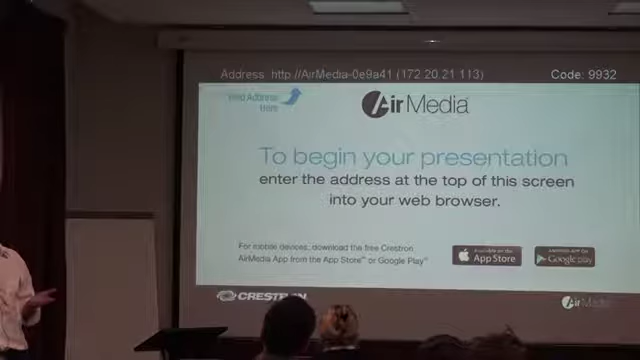 Address: http://AirMedia-0e9a41 (172.20.21.113) Code: 9932
Find Address
Here
AirMedia
To begin your presentation
enter the address at the top of this screen
into your web browser.
For mobile devices, download the free Crestron
AirMedia App from the App Store℠ or Google Play™
App Store
Google play
CRESTRON
AirMedia